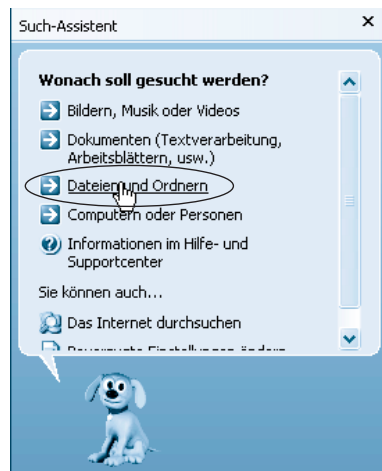 Such-Assistent
Wonach soll gesucht werden?
Bildern, Musik oder Videos
Dokumenten (Textverarbeitung,
Arbeitsblättern, usw.)
Dateien und Ordnern
Computern oder Personen
Informationen im Hilfe- und
Supportcenter
Sie können auch...
Das Internet durchsuchen